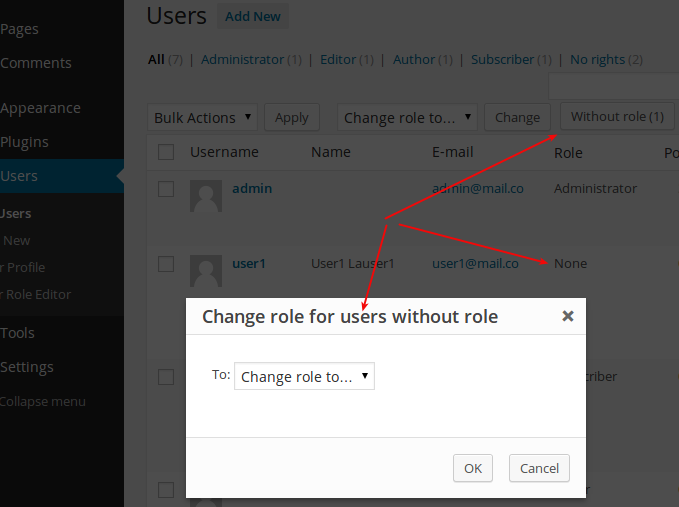 Users Add New
Pages
Comments
Appearance
Plugins
Users
Users
New
r Profile
r Role Editor
Tools
Settings
Collapse menu
All (7) | Administrator (1) | Editor (1) | Author (1) | Subscriber (1) | No rights (2)
Bulk Actions Apply Change role to... Change Without role (1)
Username Name E-mail Role Po
admin admin@mail.co Administrator
user1 User1 Lauser1 user1@mail.co None
Change role for users without role
To: Change role to...
criber
OK Cancel
r